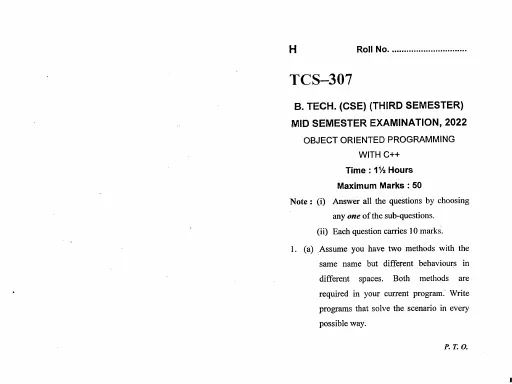 H Roll No. ...............................
TCS–307
B. TECH. (CSE) (THIRD SEMESTER)
MID SEMESTER EXAMINATION, 2022
OBJECT ORIENTED PROGRAMMING
WITH C++
Time : 1½ Hours
Maximum Marks : 50
Note : (i) Answer all the questions by choosing
any one of the sub-questions.
(ii) Each question carries 10 marks.
1. (a) Assume you have two methods with the
same name but different behaviours in
different spaces. Both methods are
required in your current program. Write
programs that solve the scenario in every
possible way.
P. T. O.